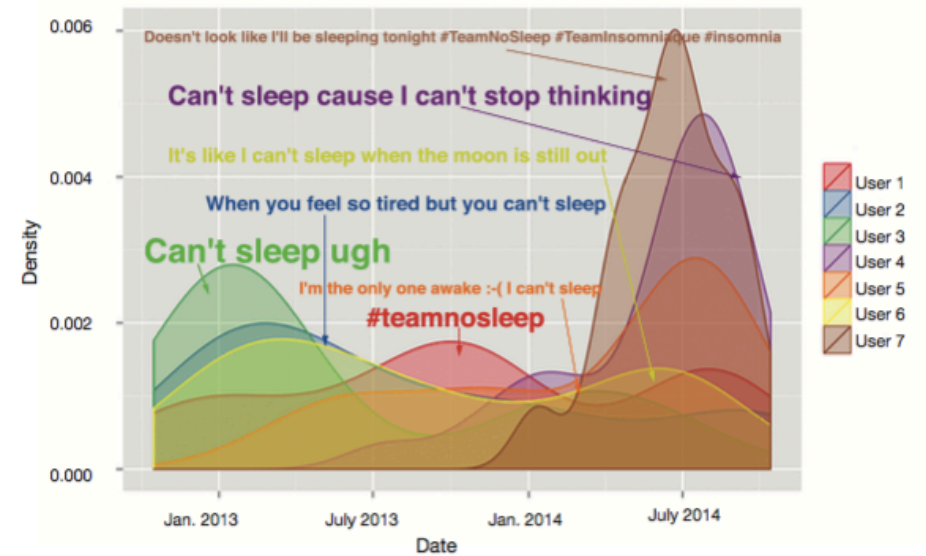 0.006
Doesn't look like I'll be sleeping tonight #TeamNoSleep #TeamInsomniaque #insomnia
Can't sleep cause I can't stop thinking
It's like I can't sleep when the moon is still out
0.004
When you feel so tired but you can't sleep
Can't sleep ugh
I'm the only one awake :-( I can't sleep
#teamnosleep
0.002
0.000
Density
User 1
User 2
User 3
User 4
User 5
User 6
User 7
Jan. 2013
July 2013
Jan. 2014
July 2014
Date